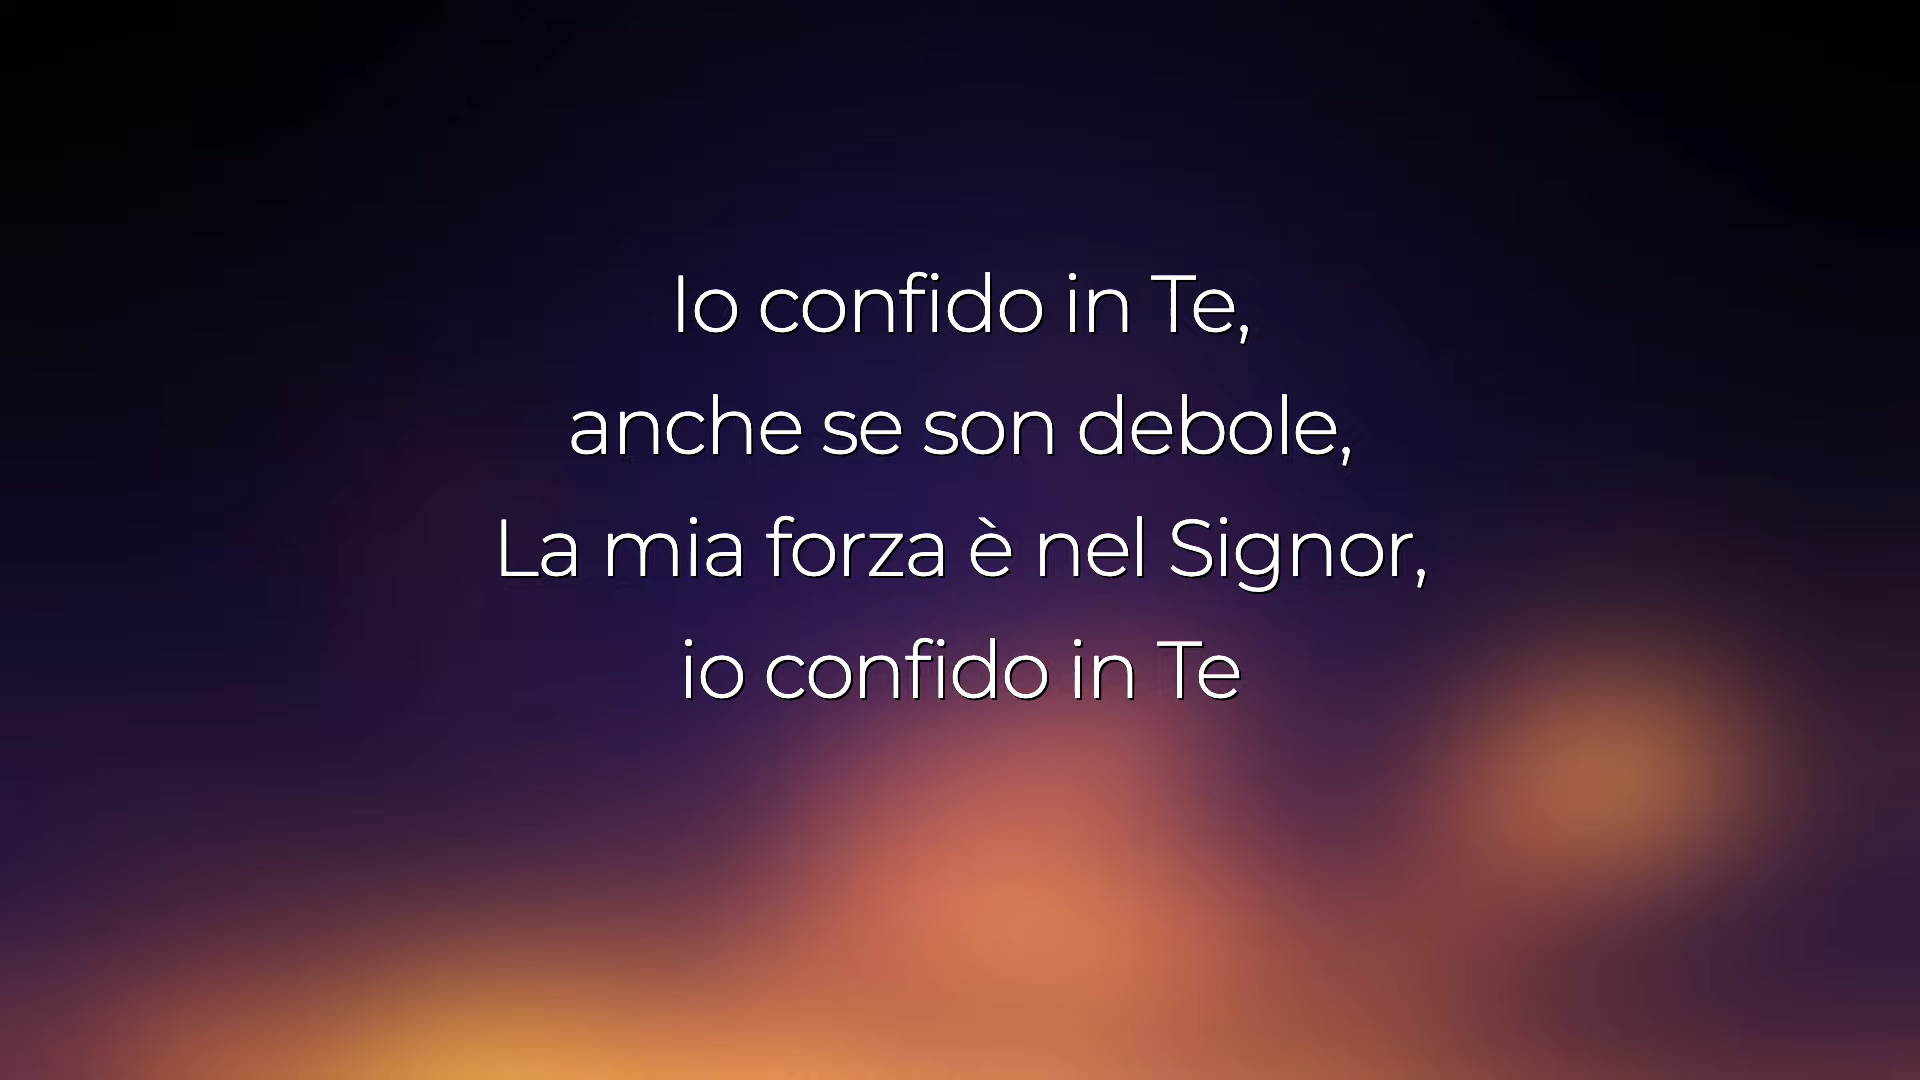 Io confido in Te,
anche se son debole,
La mia forza è nel Signor,
io confido in Te